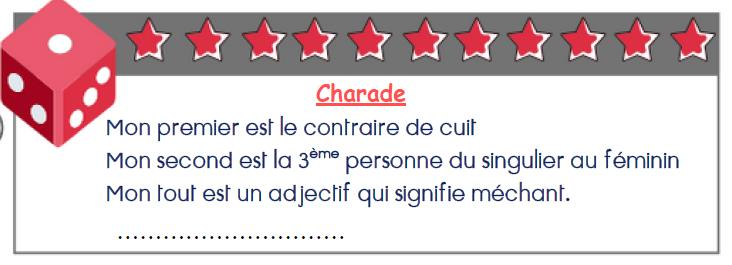 Charade
Mon premier est le contraire de cuit
Mon second est la 3ème personne du singulier au féminin
Mon tout est un adjectif qui signifie méchant.
..............................